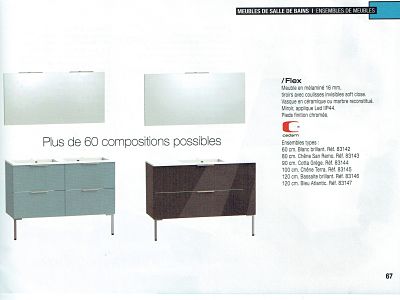 MEUBLES DE SALLE DE BAINS I ENSEMBLES DE MEUBLES
/Flex
Meuble en mélaminé 16 mm.
tiroirs avec coulisses invisibles soft close.
Vasque en céramique ou marbre reconstitué.
Miroir, applique Led IP44.
Pieds finition chromée.
cedam
Ensembles types :
60 cm. Blanc brillant. Réf. 83142
80 cm. Chêne San Remo. Réf. 83143
90 cm. Cotta Grège. Réf. 83144
100 cm. Chêne Terra. Réf. 83145
120 cm. Bassalte brillant. Réf. 83146
120 cm. Bleu Atlantic. Réf. 83147
Plus de 60 compositions possibles
67